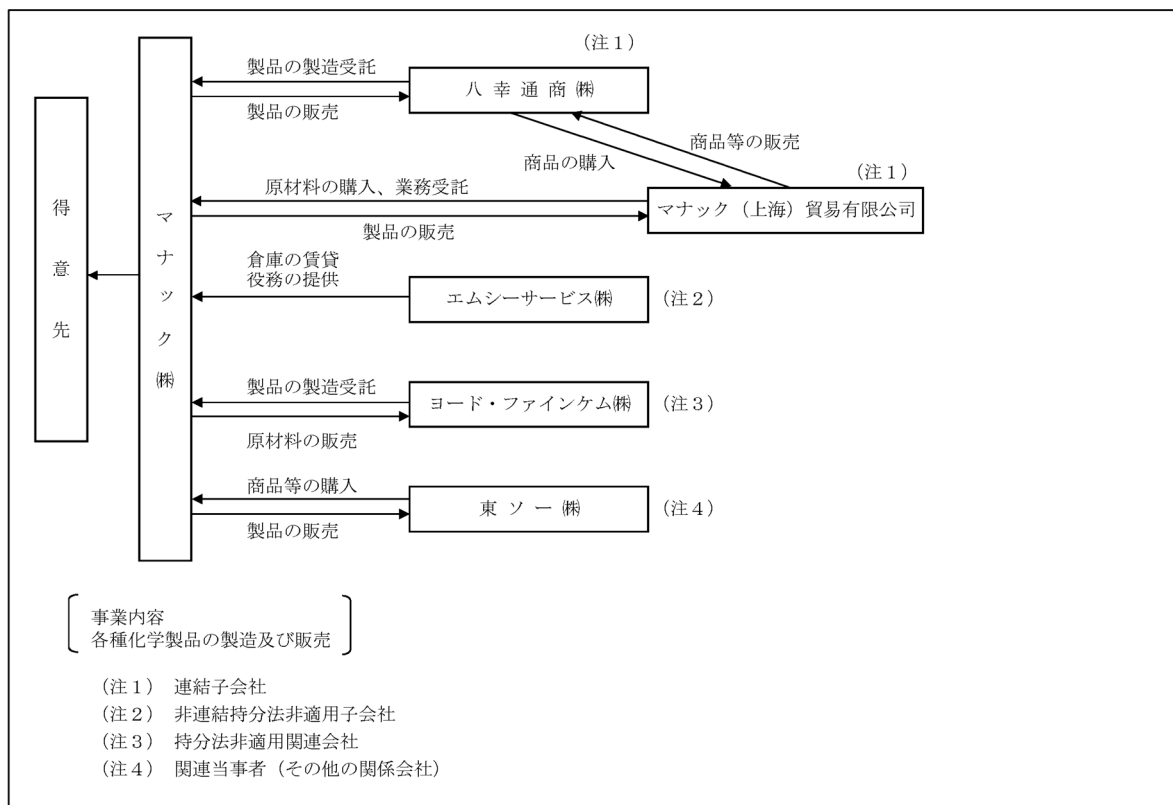 （注１）
製品の製造受託
八幸通商㈱
製品の販売
商品等の販売
商品の購入
（注１）
原材料の購入、業務受託
マナック（上海）貿易有限公司
製品の販売
得意先
マナック㈱
倉庫の賃貸
役務の提供
エムシーサービス㈱
（注２）
製品の製造受託
ヨード・ファインケム㈱
（注３）
原材料の販売
商品等の購入
東ソー㈱
（注４）
製品の販売
事業内容
各種化学製品の製造及び販売
（注１） 連結子会社
（注２） 非連結持分法非適用子会社
（注３） 持分法非適用関連会社
（注４） 関連当事者（その他の関係会社）